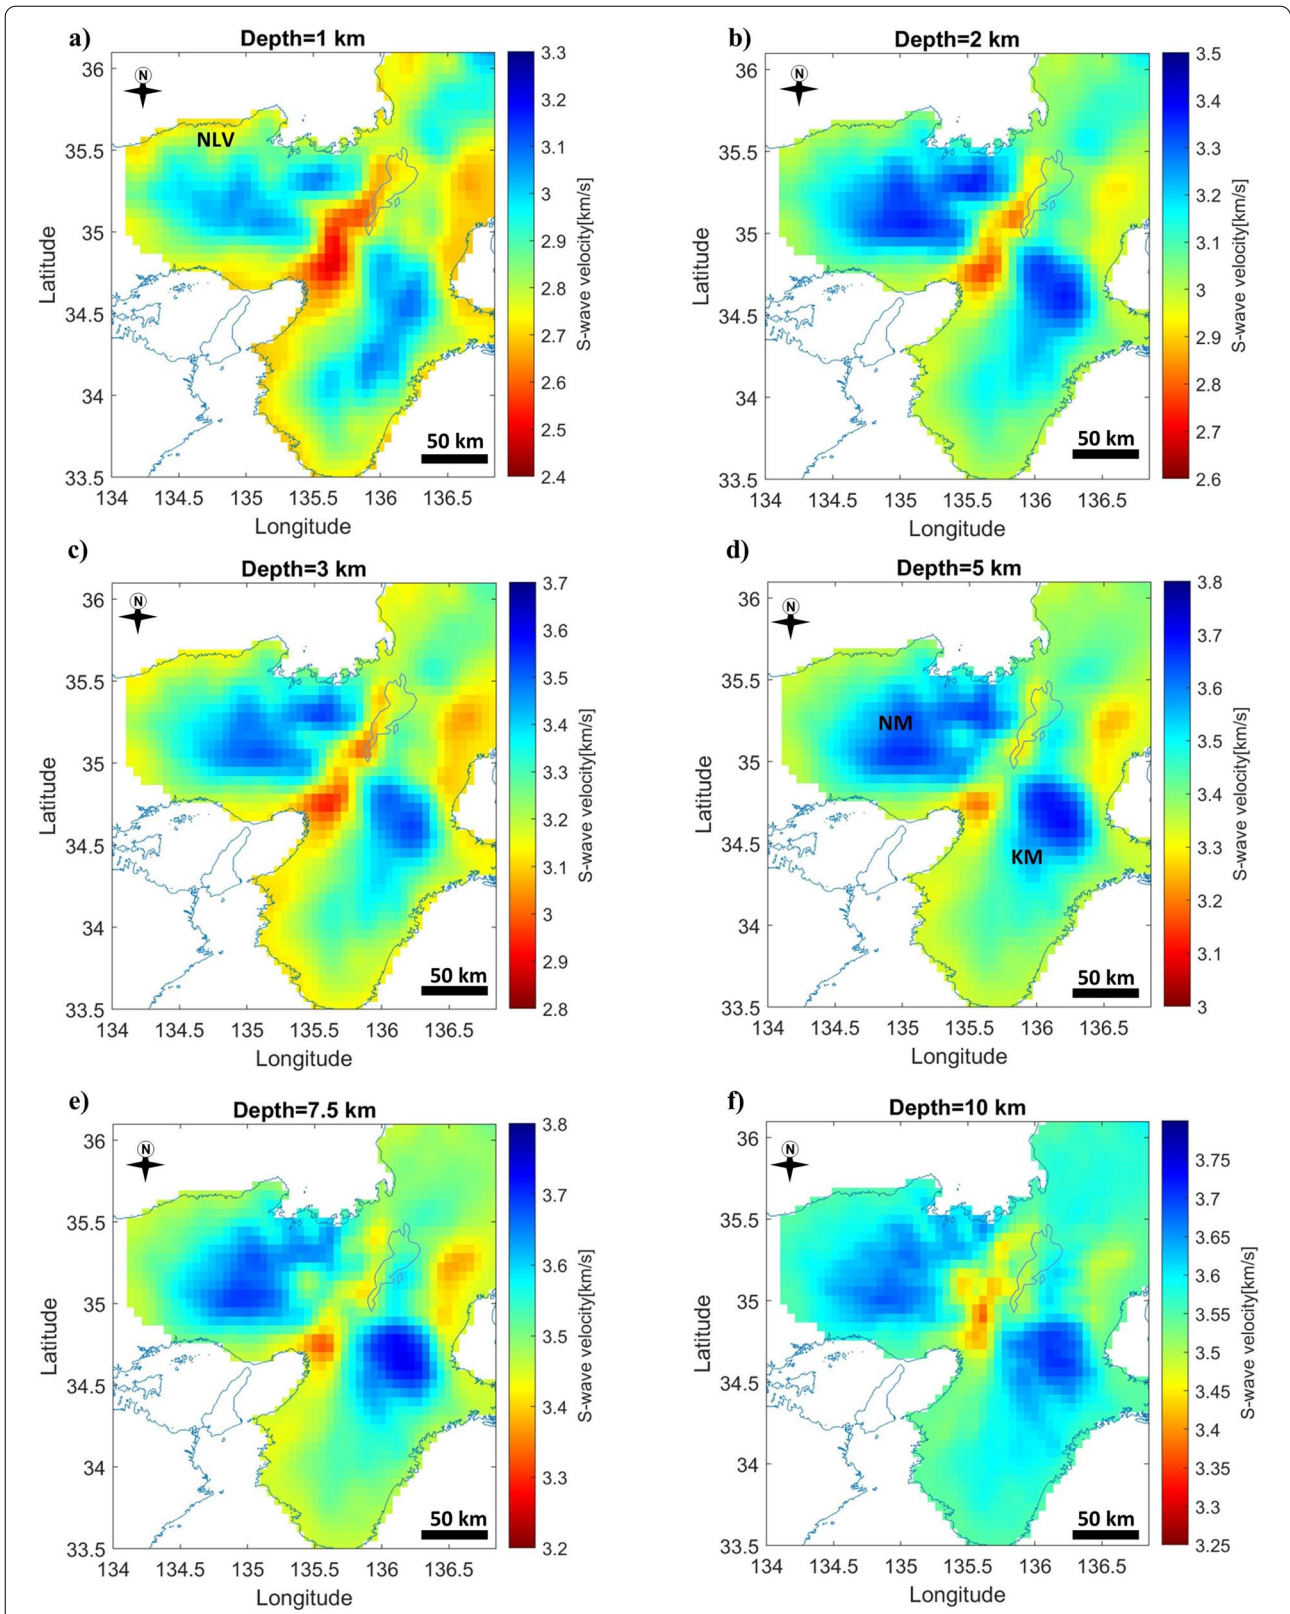 a)
Depth=1 km
N
NLV
36
35.5
35
34.5
34
33.5
Latitude
134 134.5 135 135.5 136 136.5
Longitude
50 km
3.3
3.2
3.1
3
2.9
2.8
2.7
2.6
2.5
2.4
S-wave velocity[km/s]
b)
Depth=2 km
N
36
35.5
35
34.5
34
33.5
Latitude
134 134.5 135 135.5 136 136.5
Longitude
50 km
3.5
3.4
3.3
3.2
3.1
3
2.9
2.8
2.7
2.6
S-wave velocity[km/s]
c)
Depth=3 km
N
36
35.5
35
34.5
34
33.5
Latitude
134 134.5 135 135.5 136 136.5
Longitude
50 km
3.7
3.6
3.5
3.4
3.3
3.2
3.1
3
2.9
2.8
S-wave velocity[km/s]
d)
Depth=5 km
N
NM
KM
36
35.5
35
34.5
34
33.5
Latitude
134 134.5 135 135.5 136 136.5
Longitude
50 km
3.8
3.7
3.6
3.5
3.4
3.3
3.2
3.1
3
S-wave velocity[km/s]
e)
Depth=7.5 km
N
36
35.5
35
34.5
34
33.5
Latitude
134 134.5 135 135.5 136 136.5
Longitude
50 km
3.8
3.7
3.6
3.5
3.4
3.3
3.2
S-wave velocity[km/s]
f)
Depth=10 km
N
36
35.5
35
34.5
34
33.5
Latitude
134 134.5 135 135.5 136 136.5
Longitude
50 km
3.75
3.7
3.65
3.6
3.55
3.5
3.45
3.4
3.35
3.3
3.25
S-wave velocity[km/s]